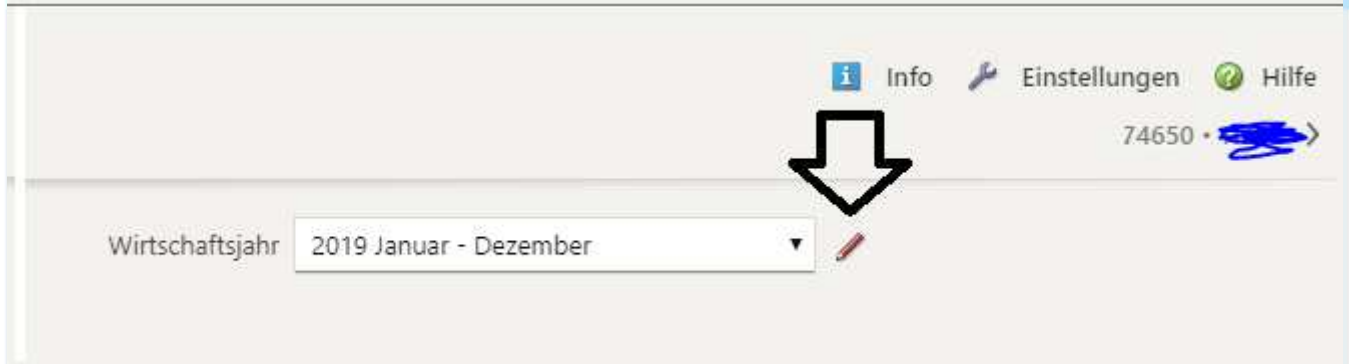 Info Einstellungen Hilfe
74650 •
Wirtschaftsjahr 2019 Januar - Dezember